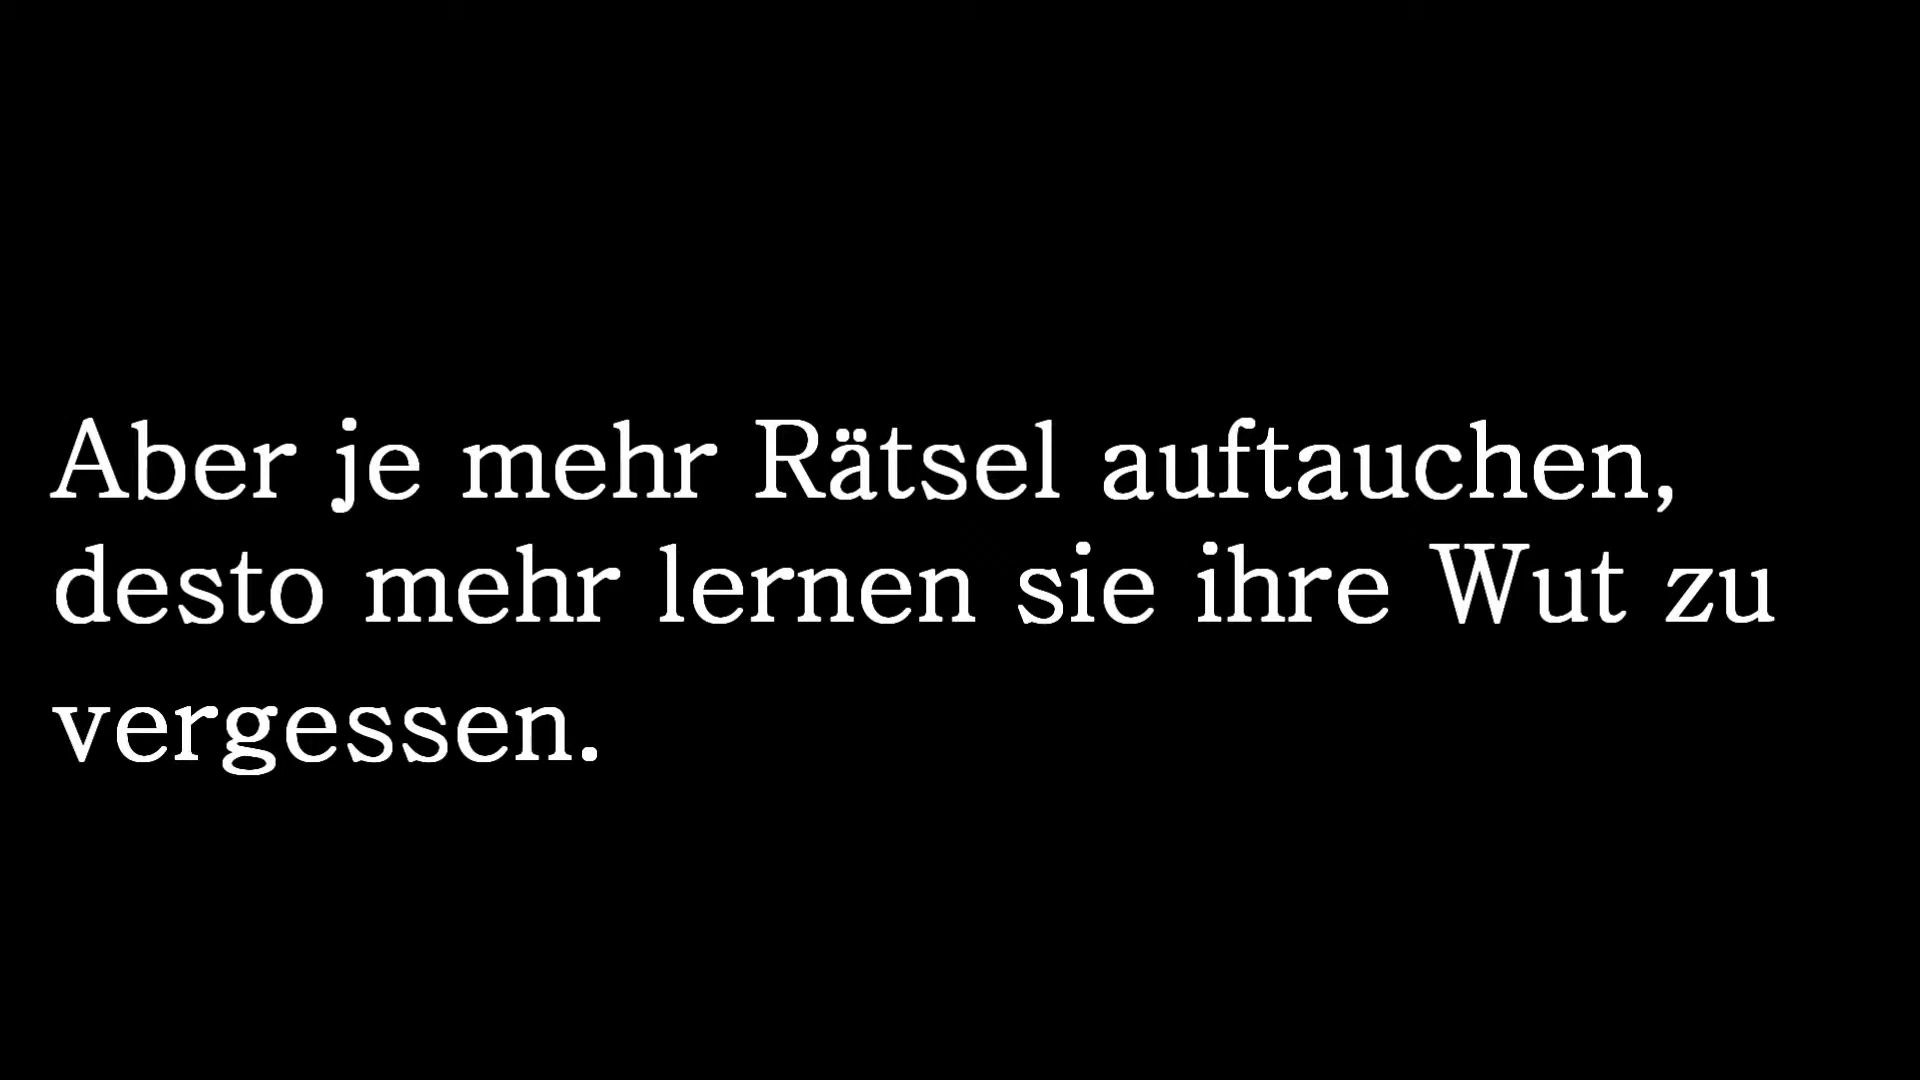 Aber je mehr Rätsel auftauchen,
desto mehr lernen sie ihre Wut zu
vergessen.